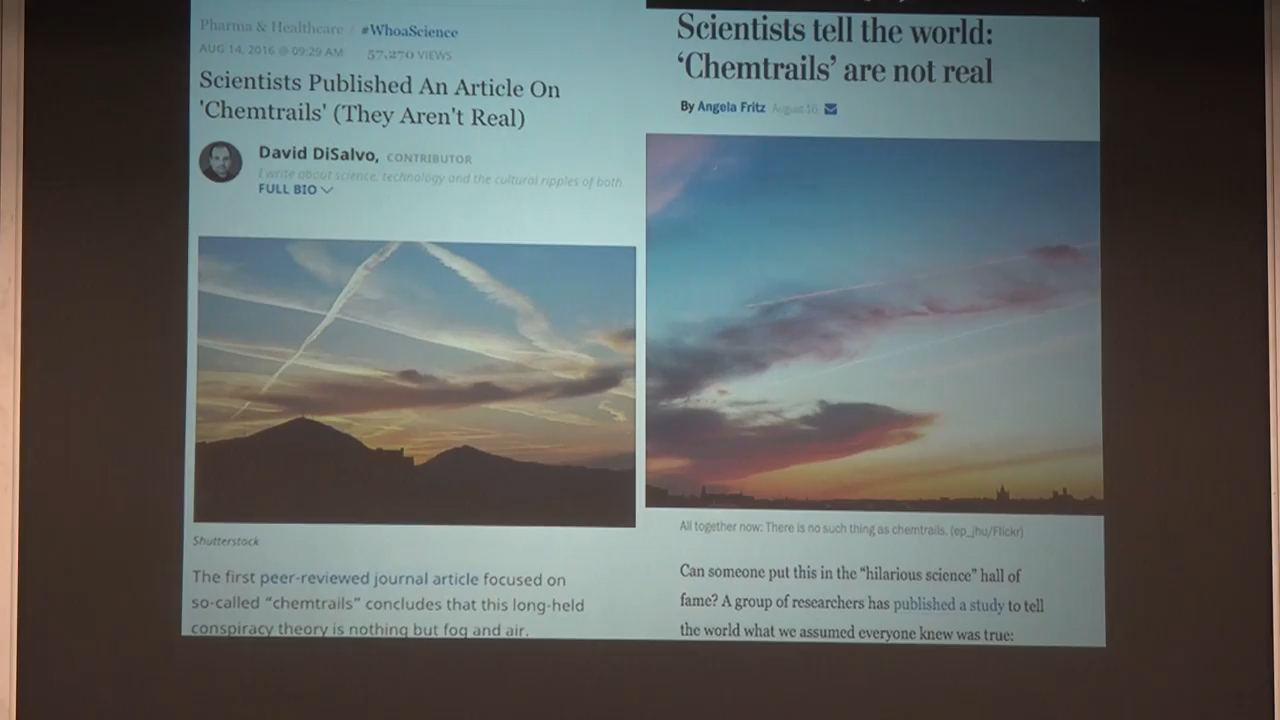 Pharma & Healthcare / #WhoaScience
AUG 14, 2016 @ 09:29 AM 57,270 VIEWS
Scientists Published An Article On
'Chemtrails' (They Aren't Real)
David DiSalvo, CONTRIBUTOR
I write about science, technology and the cultural ripples of both.
FULL BIO
Shutterstock
The first peer-reviewed journal article focused on
so-called “chemtrails” concludes that this long-held
conspiracy theory is nothing but fog and air.
Scientists tell the world:
‘Chemtrails’ are not real
By Angela Fritz August 16
All together now: There is no such thing as chemtrails. (ep_jhu/Flickr)
Can someone put this in the “hilarious science” hall of
fame? A group of researchers has published a study to tell
the world what we assumed everyone knew was true: